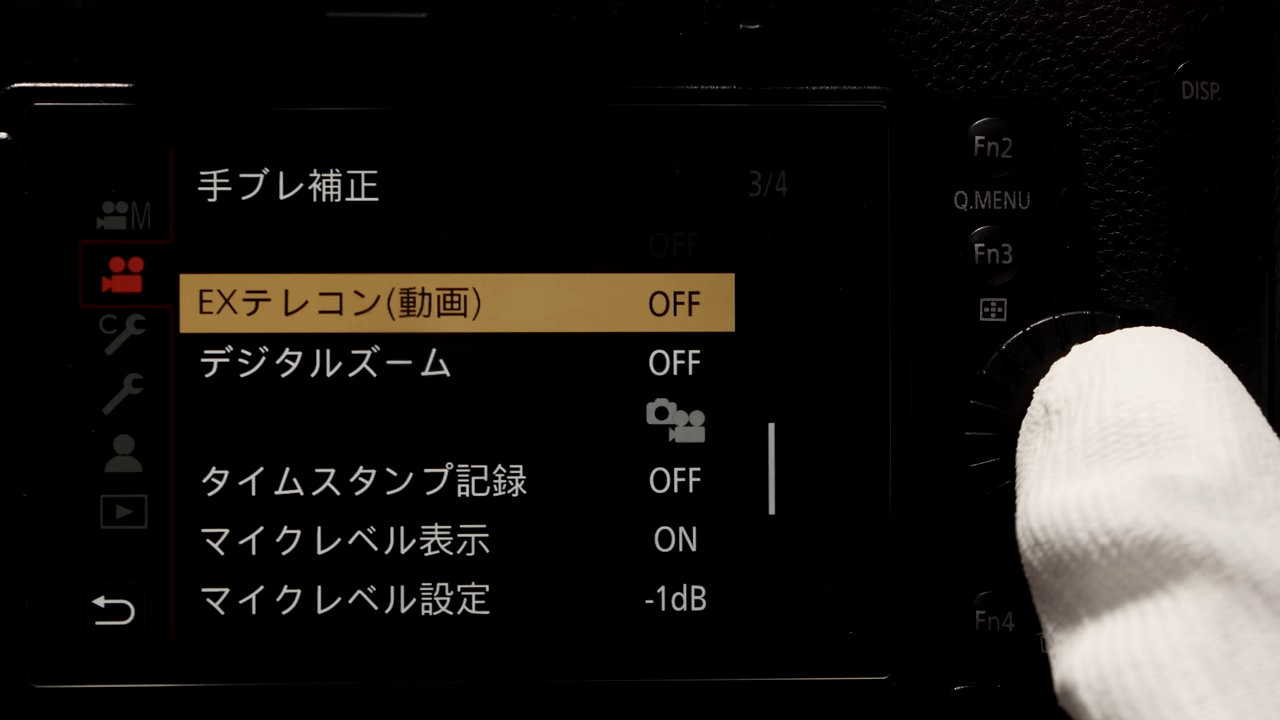 DISP.
Fn2
手ブレ補正
3/4
Q.MENU
M
OFF
Fn3
EXテレコン(動画)
OFF
C
デジタルズーム
OFF
タイムスタンプ記録
OFF
マイクレベル表示
ON
マイクレベル設定
-1dB
Fn4